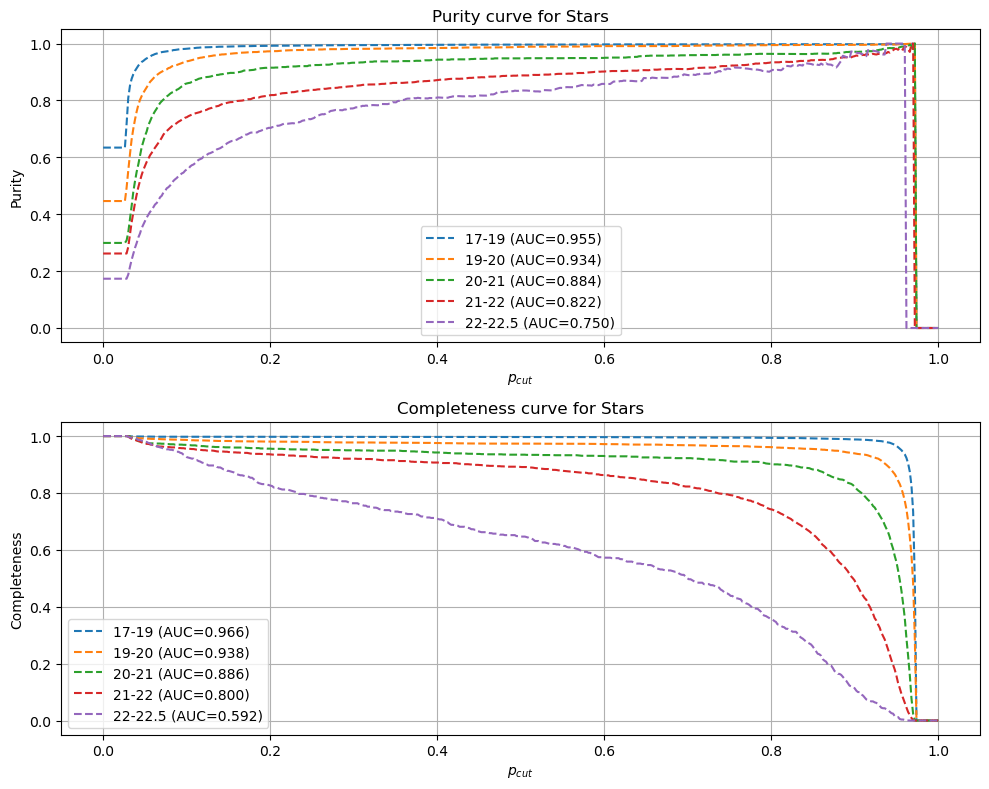 Purity curve for Stars
1.0
0.8
0.6
0.4
0.2
0.0
Purity
17-19 (AUC=0.955)
19-20 (AUC=0.934)
20-21 (AUC=0.884)
21-22 (AUC=0.822)
22-22.5 (AUC=0.750)
0.0 0.2 0.4 0.6 0.8 1.0
p_cut
Completeness curve for Stars
1.0
0.8
0.6
0.4
0.2
0.0
Completeness
17-19 (AUC=0.966)
19-20 (AUC=0.938)
20-21 (AUC=0.886)
21-22 (AUC=0.800)
22-22.5 (AUC=0.592)
0.0 0.2 0.4 0.6 0.8 1.0
p_cut